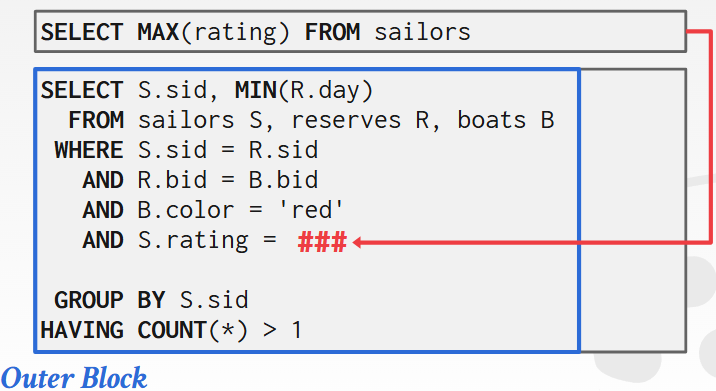 SELECT MAX(rating) FROM sailors
SELECT S.sid, MIN(R.day)
FROM sailors S, reserves R, boats B
WHERE S.sid = R.sid
AND R.bid = B.bid
AND B.color = 'red'
AND S.rating = ###
GROUP BY S.sid
HAVING COUNT(*) > 1
Outer Block